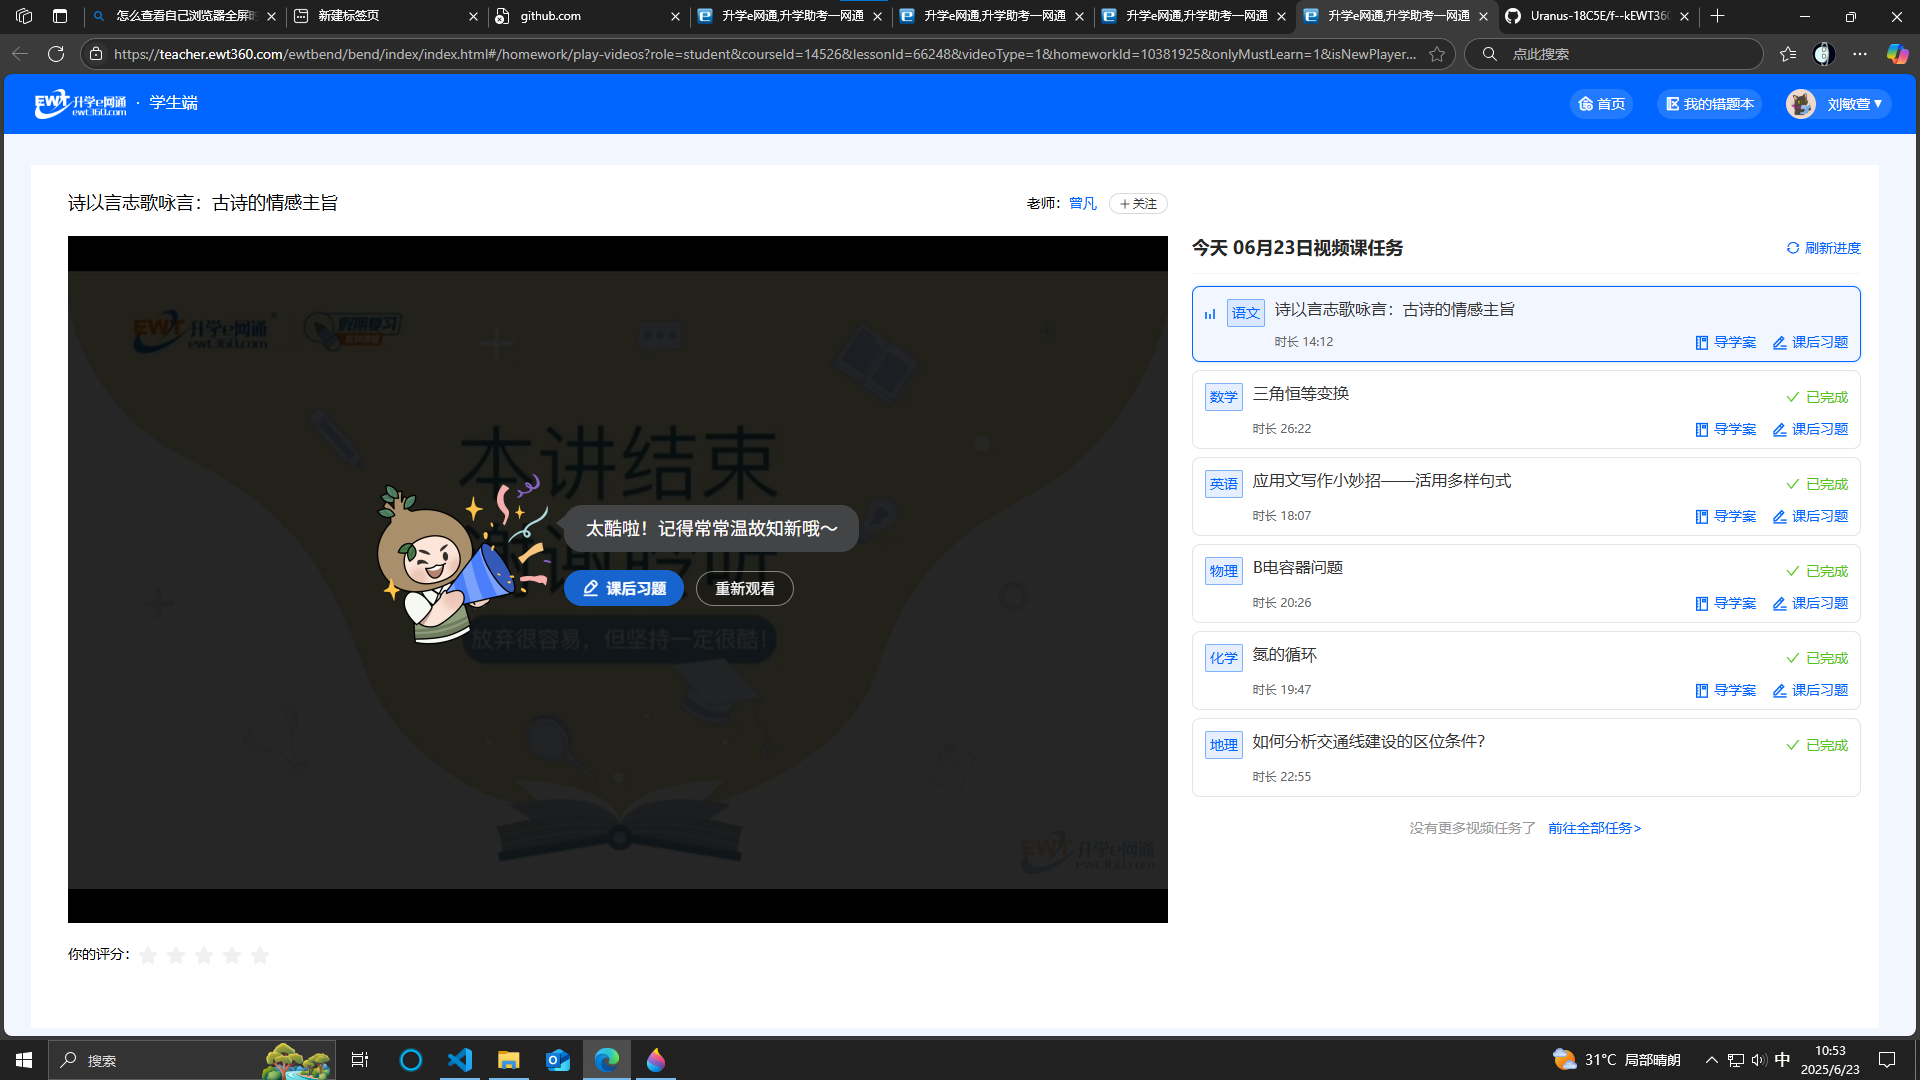 怎么查看自己浏览器全屏时
新建标签页
github.com
升学e网通,升学助考一网通
升学e网通,升学助考一网通
升学e网通,升学助考一网通
升学e网通,升学助考一网通
Uranus-18C5E/f--kEWT360
https://teacher.ewt360.com/ewtbend/bend/index/index.html#/homework/play-videos?role=student&courseId=14526&lessonId=66248&videoType=1&homeworkId=10381925&onlyMustLearn=1&isNewPlayer...
点此搜索
EWT 升学e网通 ewt360.com · 学生端
首页
我的错题本
刘敏萱▼
诗以言志歌咏言：古诗的情感主旨
老师：曾凡 +关注
EWT 升学e网通 ewt360.com
假期复习
本讲结束
谢谢聆听
太酷啦！记得常常温故知新哦～
课后习题 重新观看
放弃很容易，但坚持一定很酷！
EWT 升学e网通 ewt360.com
你的评分：
今天 06月23日视频课任务
刷新进度
语文 诗以言志歌咏言：古诗的情感主旨
时长 14:12
导学案 课后习题
数学 三角恒等变换
已完成
时长 26:22
导学案 课后习题
英语 应用文写作小妙招——活用多样句式
已完成
时长 18:07
导学案 课后习题
物理 B电容器问题
已完成
时长 20:26
导学案 课后习题
化学 氮的循环
已完成
时长 19:47
导学案 课后习题
地理 如何分析交通线建设的区位条件?
已完成
时长 22:55
没有更多视频任务了 前往全部任务>
搜索
31°C 局部晴朗
中
10:53
2025/6/23